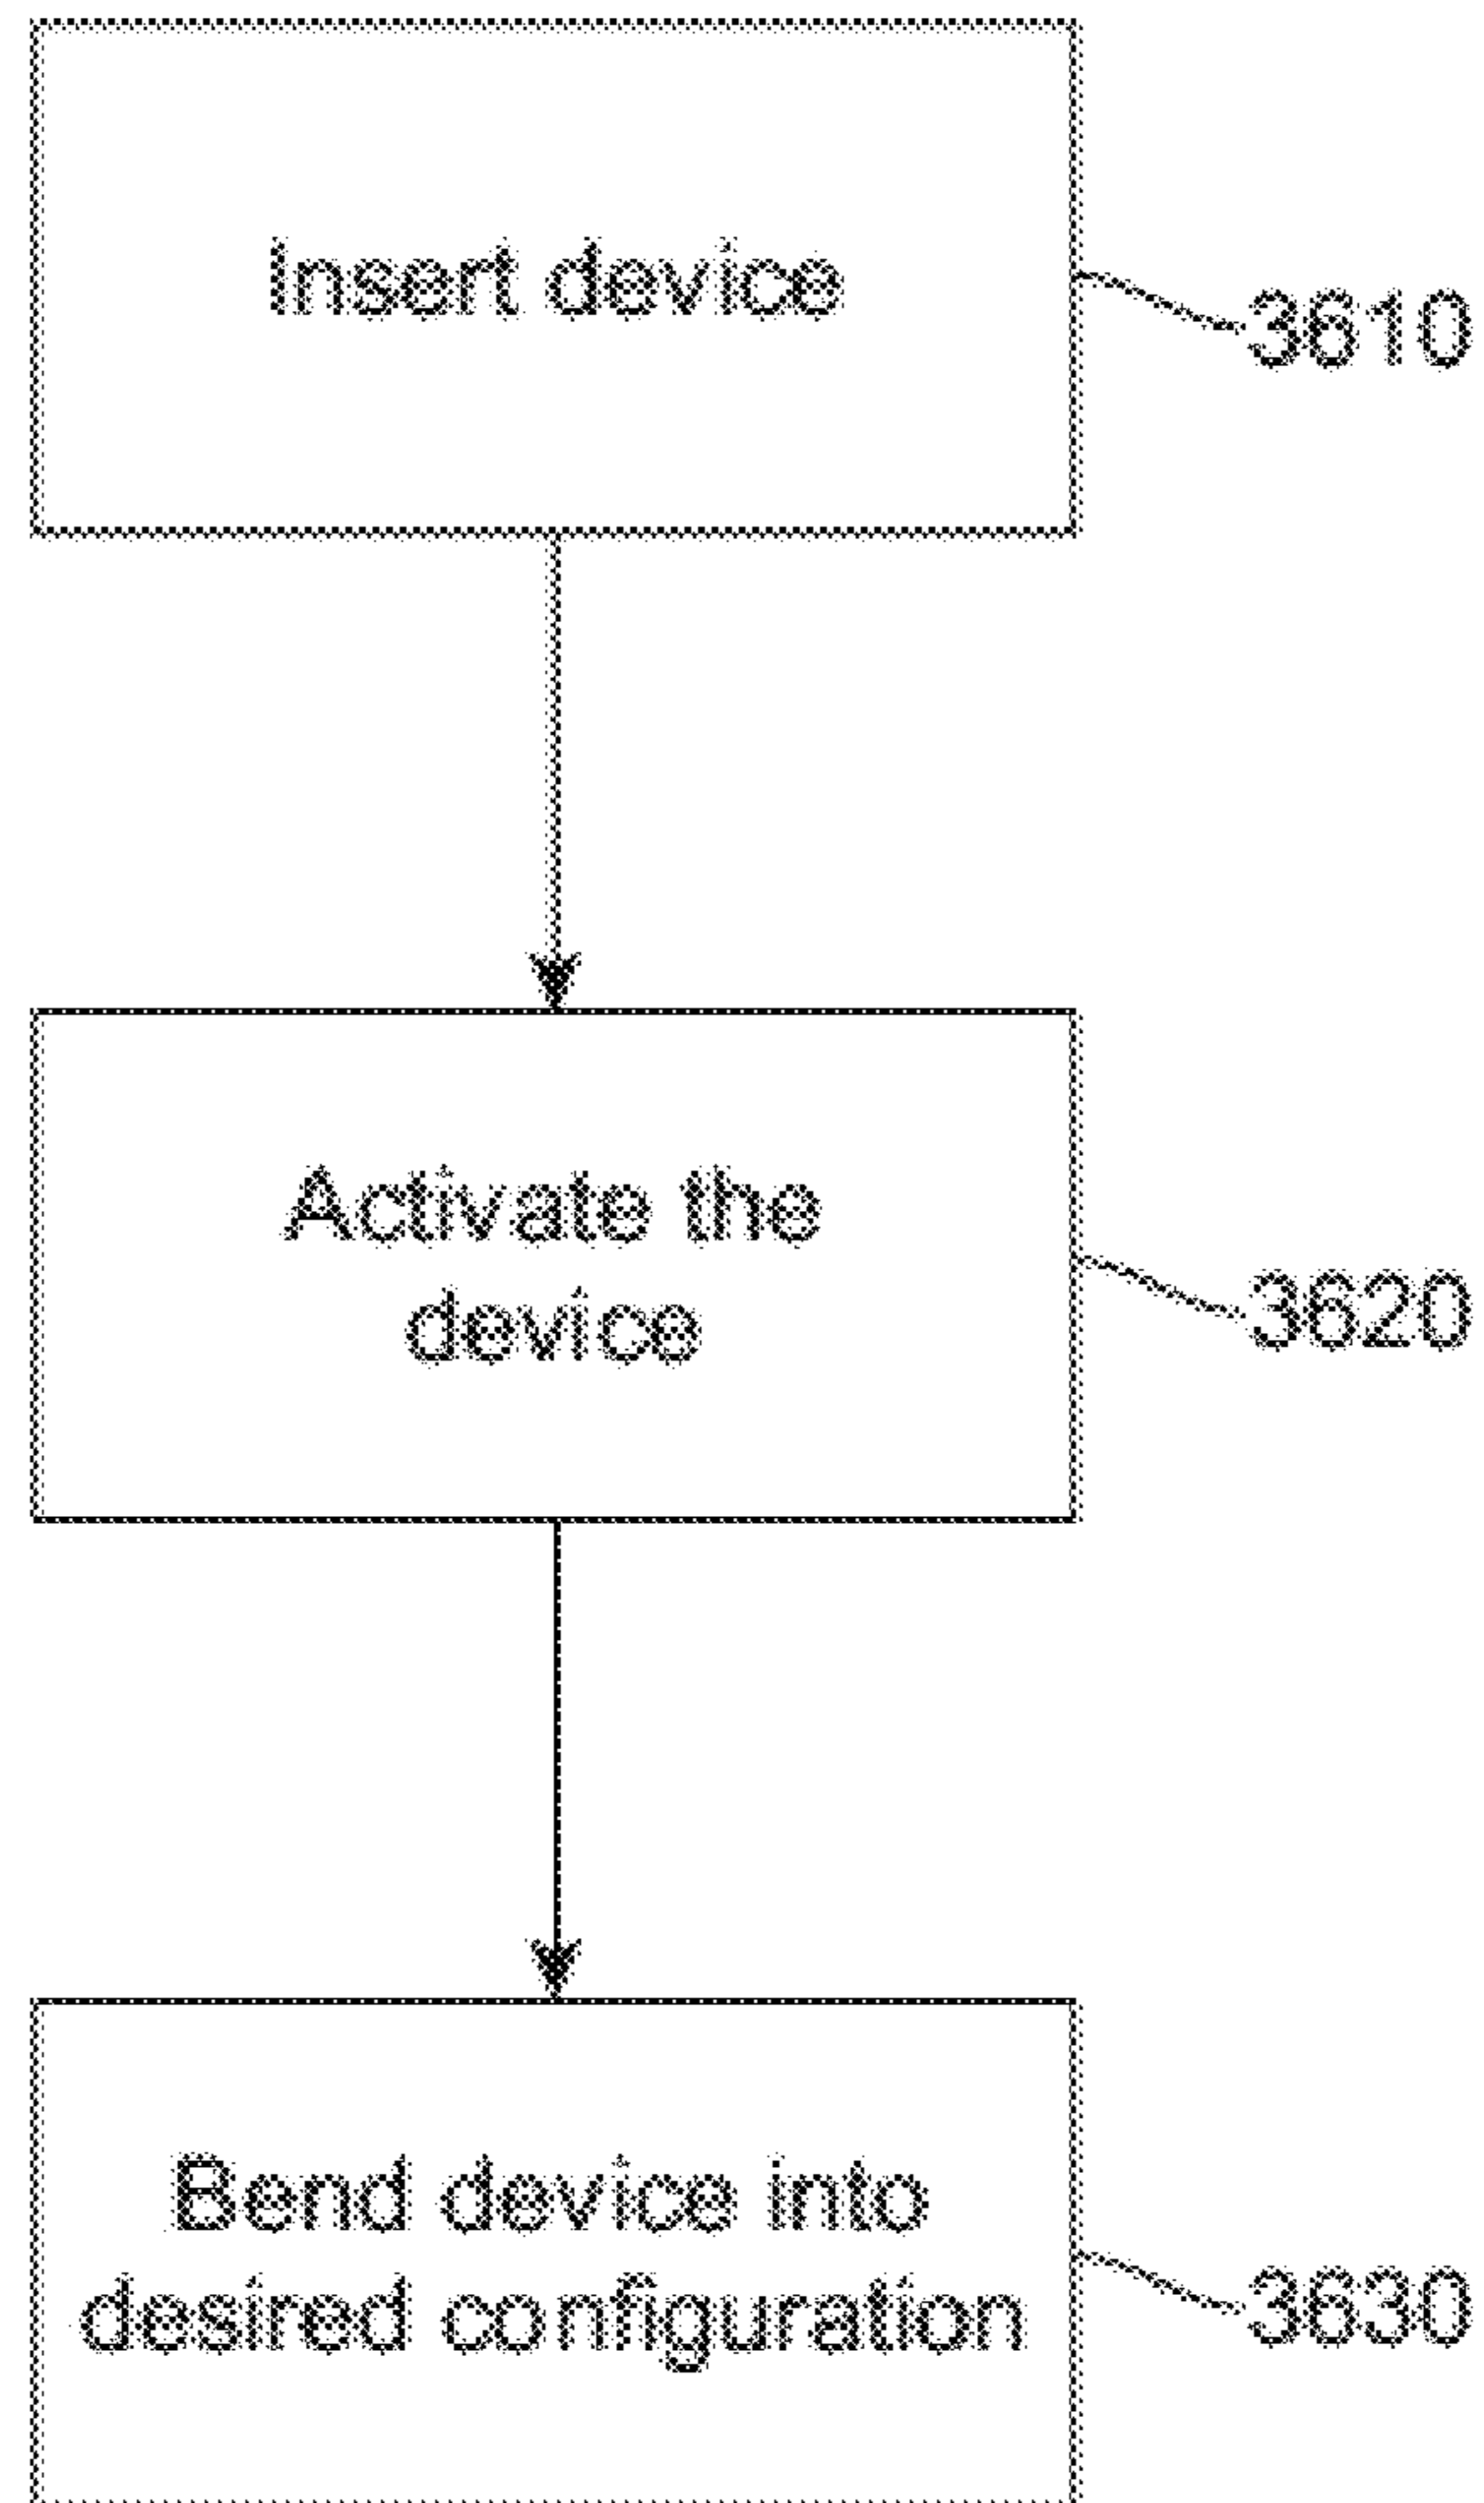 Insert device
3610
Activate the
device
3620
Bend device into
desired configuration
3630